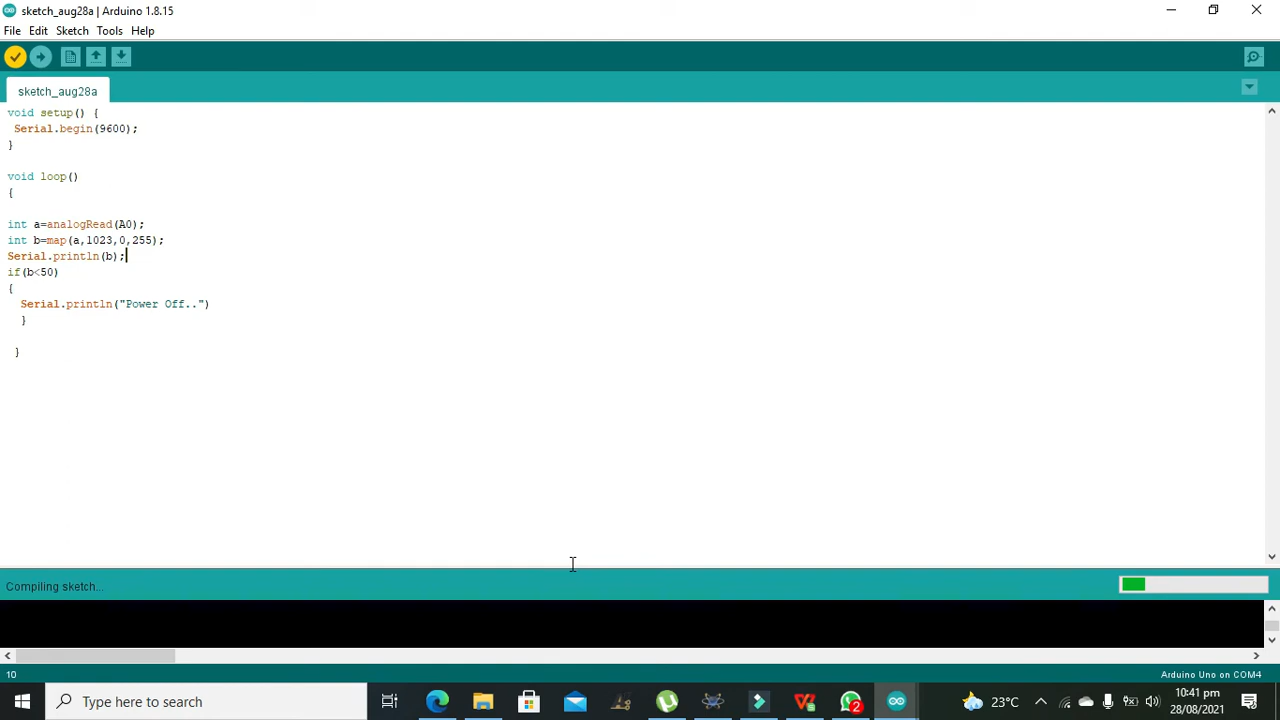 sketch_aug28a | Arduino 1.8.15
File Edit Sketch Tools Help
sketch_aug28a
void setup() {
 Serial.begin(9600);
}
void loop()
{
int a=analogRead(A0);
int b=map(a,1023,0,255);
Serial.println(b);
if(b<50)
{
  Serial.println("Power Off..")
  }
 }
Compiling sketch...
10
Arduino Uno on COM4
Type here to search
2
23°C
10:41 pm
28/08/2021